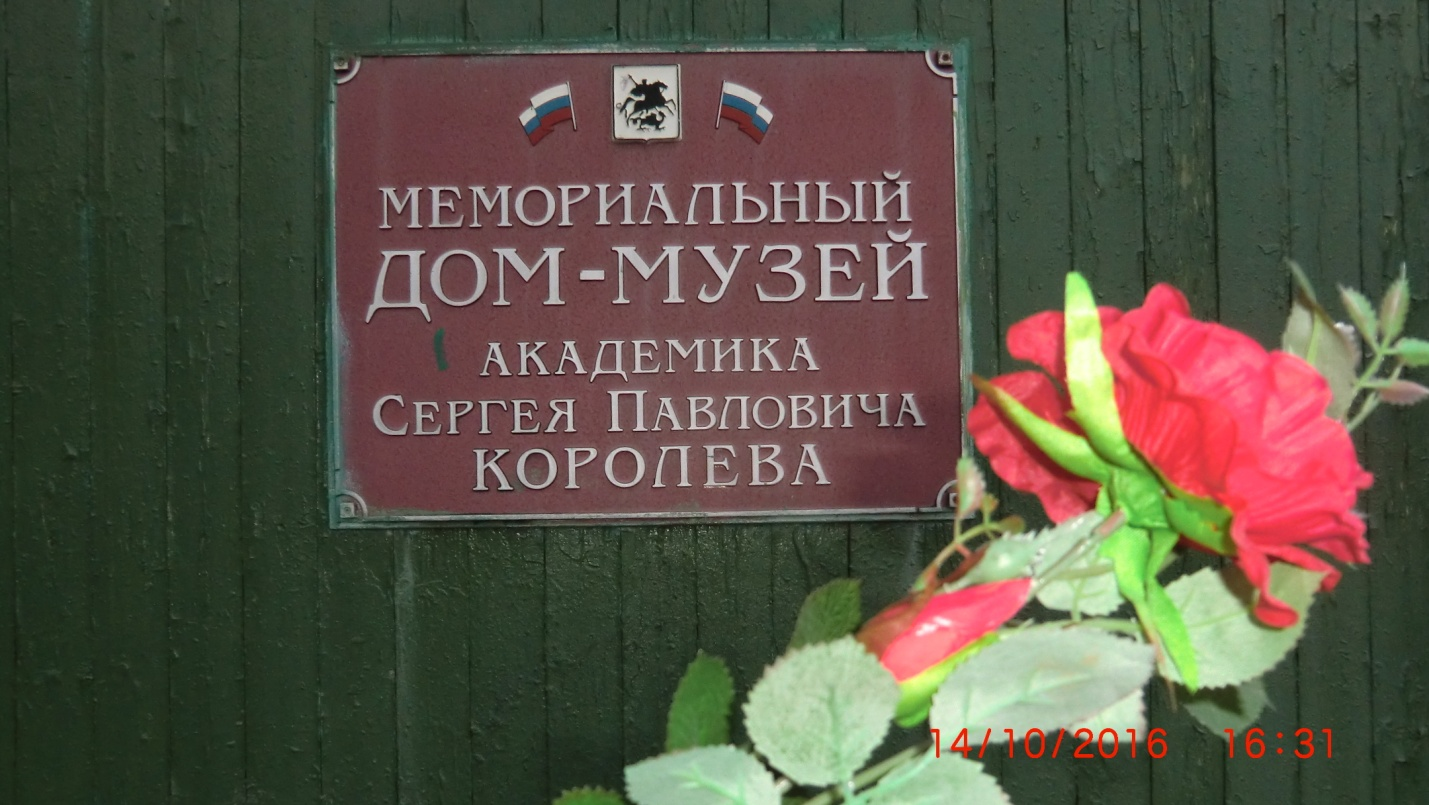 МЕМОРИАЛЬНЫЙ
ДОМ-МУЗЕЙ
АКАДЕМИКА
СЕРГЕЯ ПАВЛОВИЧА
КОРОЛЕВА
14/10/2016 16:31